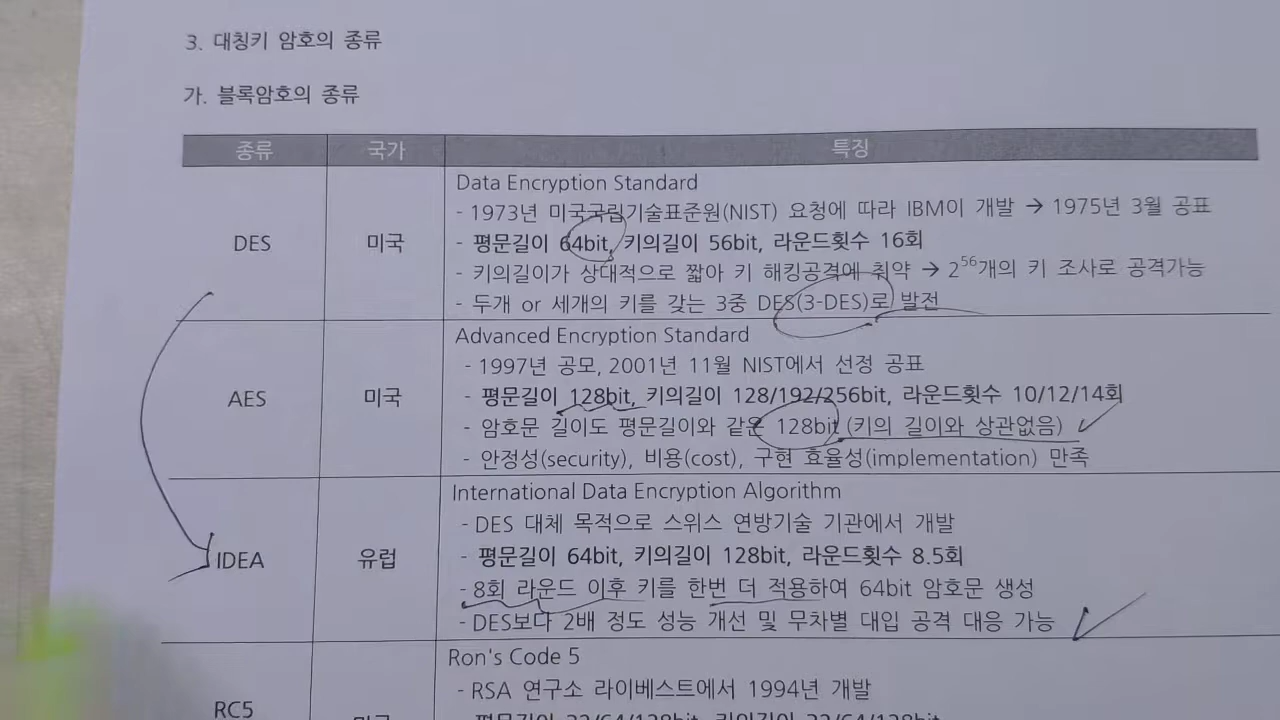 3. 대칭키 암호의 종류
가. 블록암호의 종류
종류 국가 특징
Data Encryption Standard
- 1973년 미국국립기술표준원(NIST) 요청에 따라 IBM이 개발 → 1975년 3월 공표
DES 미국 - 평문길이 64bit, 키의길이 56bit, 라운드횟수 16회
- 키의길이가 상대적으로 짧아 키 해킹공격에 취약 → 2⁵⁶개의 키 조사로 공격가능
- 두개 or 세개의 키를 갖는 3중 DES(3-DES)로 발전
Advanced Encryption Standard
- 1997년 공모, 2001년 11월 NIST에서 선정 공표
AES 미국 - 평문길이 128bit, 키의길이 128/192/256bit, 라운드횟수 10/12/14회
- 암호문 길이도 평문길이와 같은 128bit (키의 길이와 상관없음)
- 안정성(security), 비용(cost), 구현 효율성(implementation) 만족
International Data Encryption Algorithm
- DES 대체 목적으로 스위스 연방기술 기관에서 개발
IDEA 유럽 - 평문길이 64bit, 키의길이 128bit, 라운드횟수 8.5회
- 8회 라운드 이후 키를 한번 더 적용하여 64bit 암호문 생성
- DES보다 2배 정도 성능 개선 및 무차별 대입 공격 대응 가능
Ron's Code 5
- RSA 연구소 라이베스트에서 1994년 개발
RC5